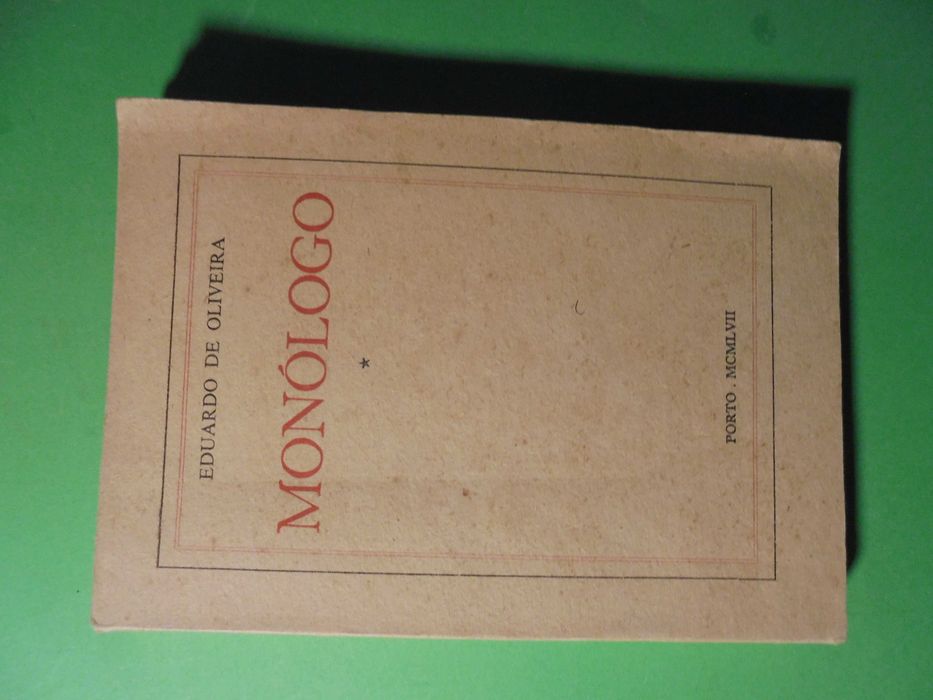 EDUARDO DE OLIVEIRA
MONÓLOGO
*
PORTO . MCMLVII